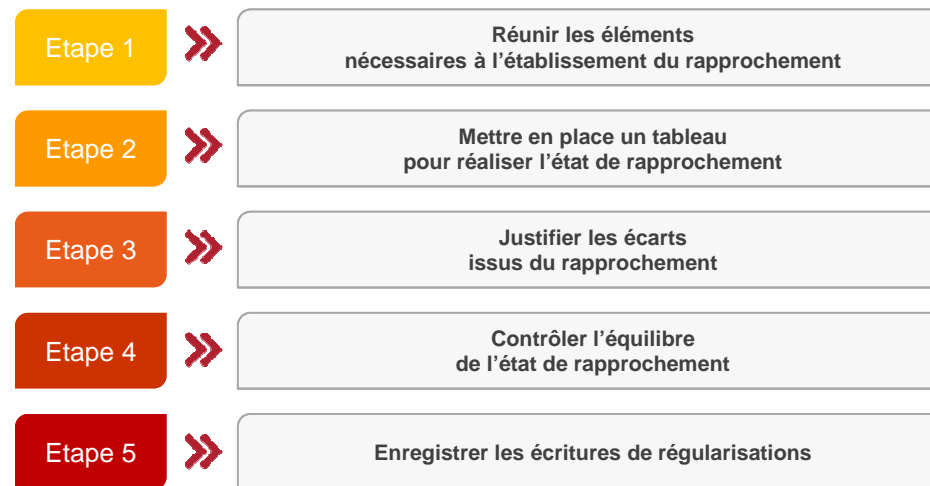 Etape 1
Réunir les éléments
nécessaires à l'établissement du rapprochement
Etape 2
Mettre en place un tableau
pour réaliser l'état de rapprochement
Etape 3
Justifier les écarts
issus du rapprochement
Etape 4
Contrôler l'équilibre
de l'état de rapprochement
Etape 5
Enregistrer les écritures de régularisations